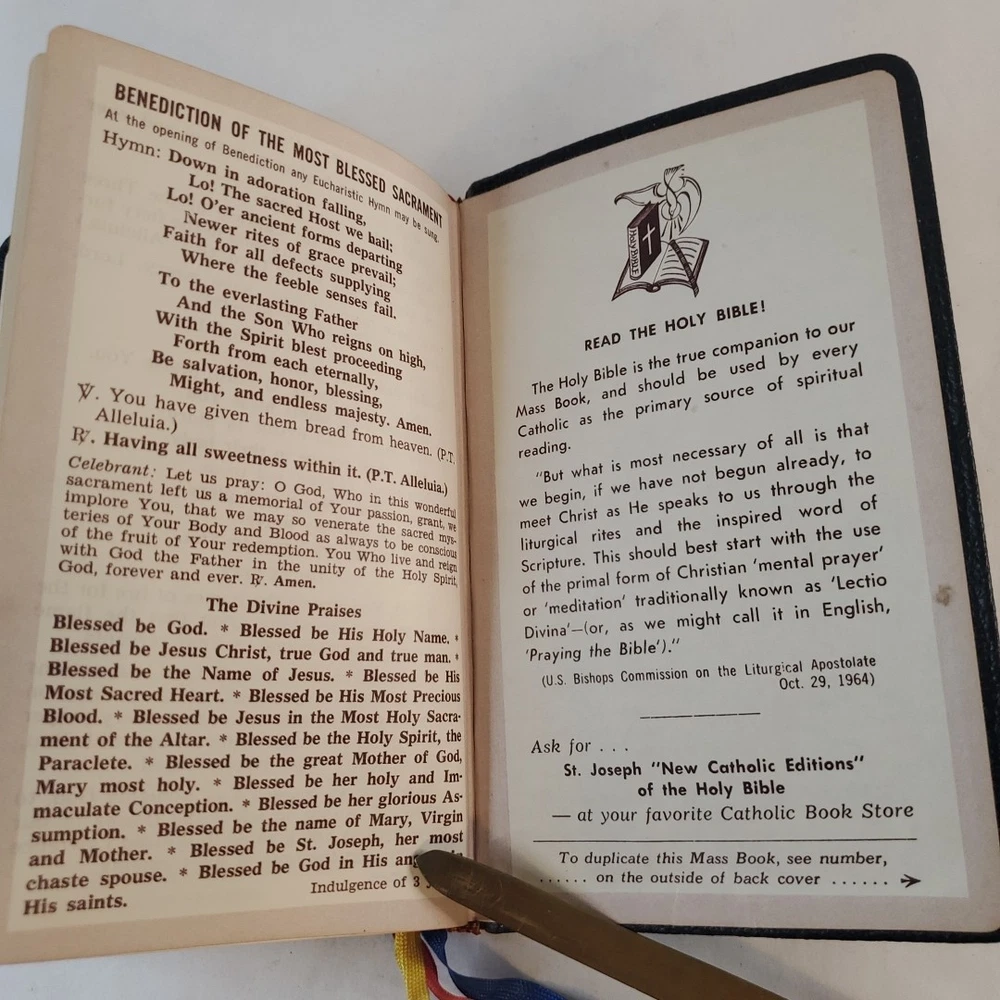 BENEDICTION OF THE MOST BLESSED SACRAMENT
At the opening of Benediction any Eucharistic Hymn may be sung.
Hymn: Down in adoration falling,
Lo! The sacred Host we hail;
Lo! O'er ancient forms departing
Newer rites of grace prevail;
Faith for all defects supplying
Where the feeble senses fail.
To the everlasting Father
And the Son Who reigns on high,
With the Spirit blest proceeding
Forth from each eternally,
Be salvation, honor, blessing,
Might, and endless majesty. Amen.
℣. You have given them bread from heaven. (P.T.
Alleluia.)
℟. Having all sweetness within it. (P.T. Alleluia.)
Celebrant: Let us pray: O God, Who in this wonderful
sacrament left us a memorial of Your passion, grant, we
implore You, that we may so venerate the sacred mys-
teries of Your Body and Blood as always to be conscious
of the fruit of Your redemption. You Who live and reign
with God the Father in the unity of the Holy Spirit,
God, forever and ever. ℟. Amen.
The Divine Praises
Blessed be God. * Blessed be His Holy Name. *
Blessed be Jesus Christ, true God and true man. *
Blessed be the Name of Jesus. * Blessed be His
Most Sacred Heart. * Blessed be His Most Precious
Blood. * Blessed be Jesus in the Most Holy Sacra-
ment of the Altar. * Blessed be the Holy Spirit, the
Paraclete. * Blessed be the great Mother of God,
Mary most holy. * Blessed be her holy and Im-
maculate Conception. * Blessed be her glorious As-
sumption. * Blessed be the name of Mary, Virgin
and Mother. * Blessed be St. Joseph, her most
chaste spouse. * Blessed be God in His
His saints.
Indulgence of 3
HOLY BIBLE
READ THE HOLY BIBLE!
The Holy Bible is the true companion to our
Mass Book, and should be used by every
Catholic as the primary source of spiritual
reading.
"But what is most necessary of all is that
we begin, if we have not begun already, to
meet Christ as He speaks to us through the
liturgical rites and the inspired word of
Scripture. This should best start with the use
of the primal form of Christian 'mental prayer'
or 'meditation' traditionally known as 'Lectio
Divina'—(or, as we might call it in English,
'Praying the Bible')."
(U.S. Bishops Commission on the Liturgical Apostolate
Oct. 29, 1964)
Ask for . . .
St. Joseph "New Catholic Editions"
of the Holy Bible
— at your favorite Catholic Book Store
To duplicate this Mass Book, see number,
...... on the outside of back cover ......